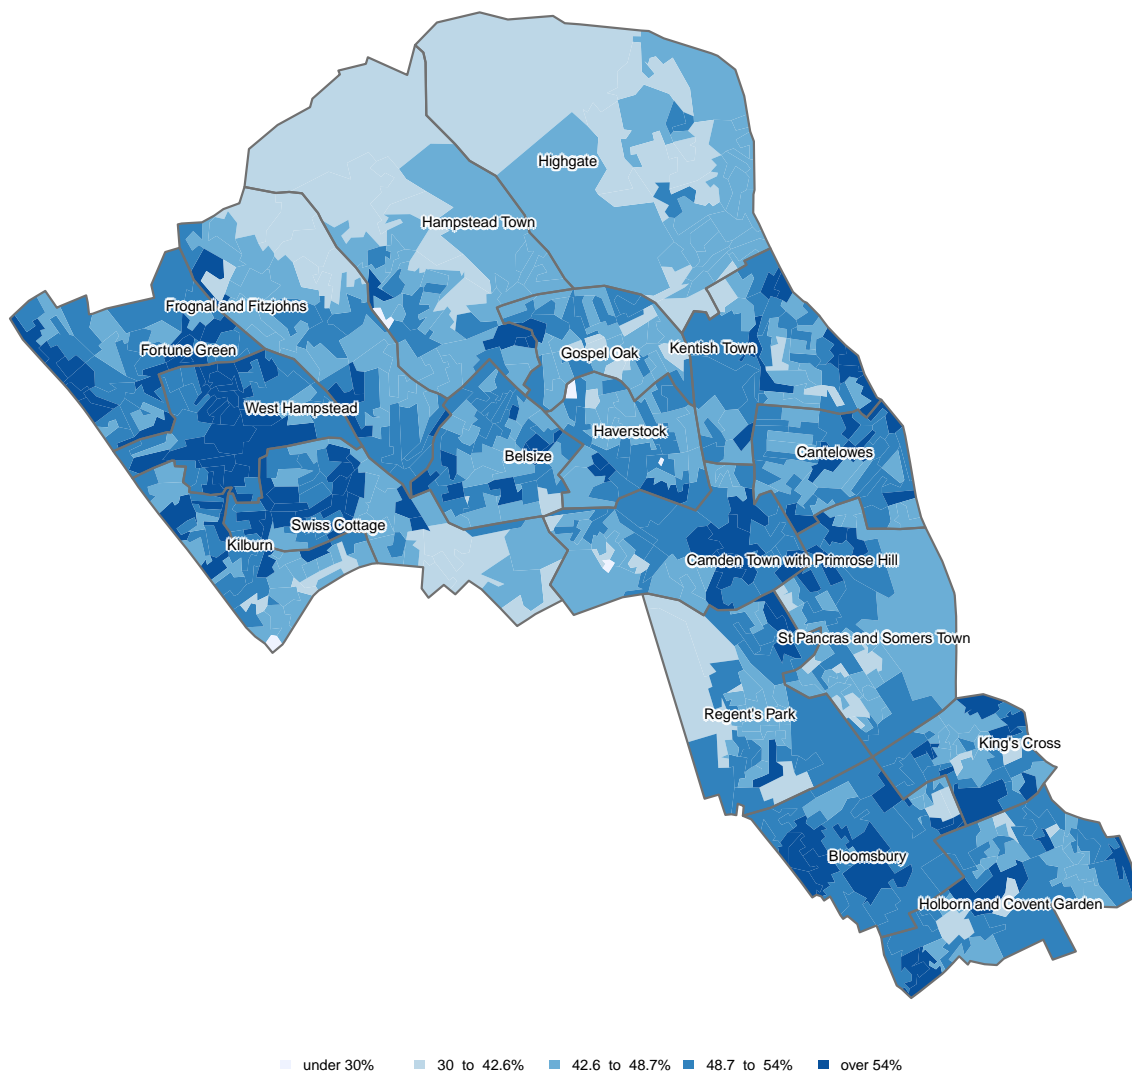 Highgate
Hampstead Town
Frognal and Fitzjohns
Fortune Green
Gospel Oak
Kentish Town
West Hampstead
Haverstock
Belsize
Cantelowes
Swiss Cottage
Kilburn
Camden Town with Primrose Hill
St Pancras and Somers Town
Regent's Park
King's Cross
Bloomsbury
Holborn and Covent Garden
under 30% 30 to 42.6% 42.6 to 48.7% 48.7 to 54% over 54%